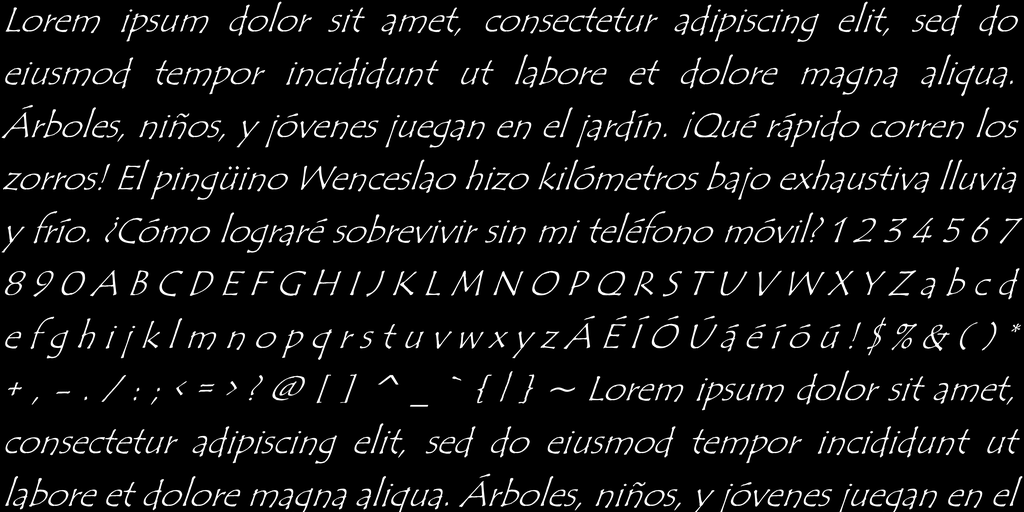 Lorem ipsum dolor sit amet, consectetur adipiscing elit, sed do
eiusmod tempor incididunt ut labore et dolore magna aliqua.
Árboles, niños, y jóvenes juegan en el jardín. ¡Qué rápido corren los
zorros! El pingüino Wenceslao hizo kilómetros bajo exhaustiva lluvia
y frío. ¿Cómo lograré sobrevivir sin mi teléfono móvil? 1 2 3 4 5 6 7
8 9 0 A B C D E F G H I J K L M N O P Q R S T U V W X Y Z a b c d
e f g h i j k l m n o p q r s t u v w x y z Á É Í Ó Ú á é í ó ú ! $ % & ( ) *
+ , - . / : ; < = > ? @ [ ] ^ _ ` { | } ~ Lorem ipsum dolor sit amet,
consectetur adipiscing elit, sed do eiusmod tempor incididunt ut
labore et dolore magna aliqua. Árboles, niños, y jóvenes juegan en el